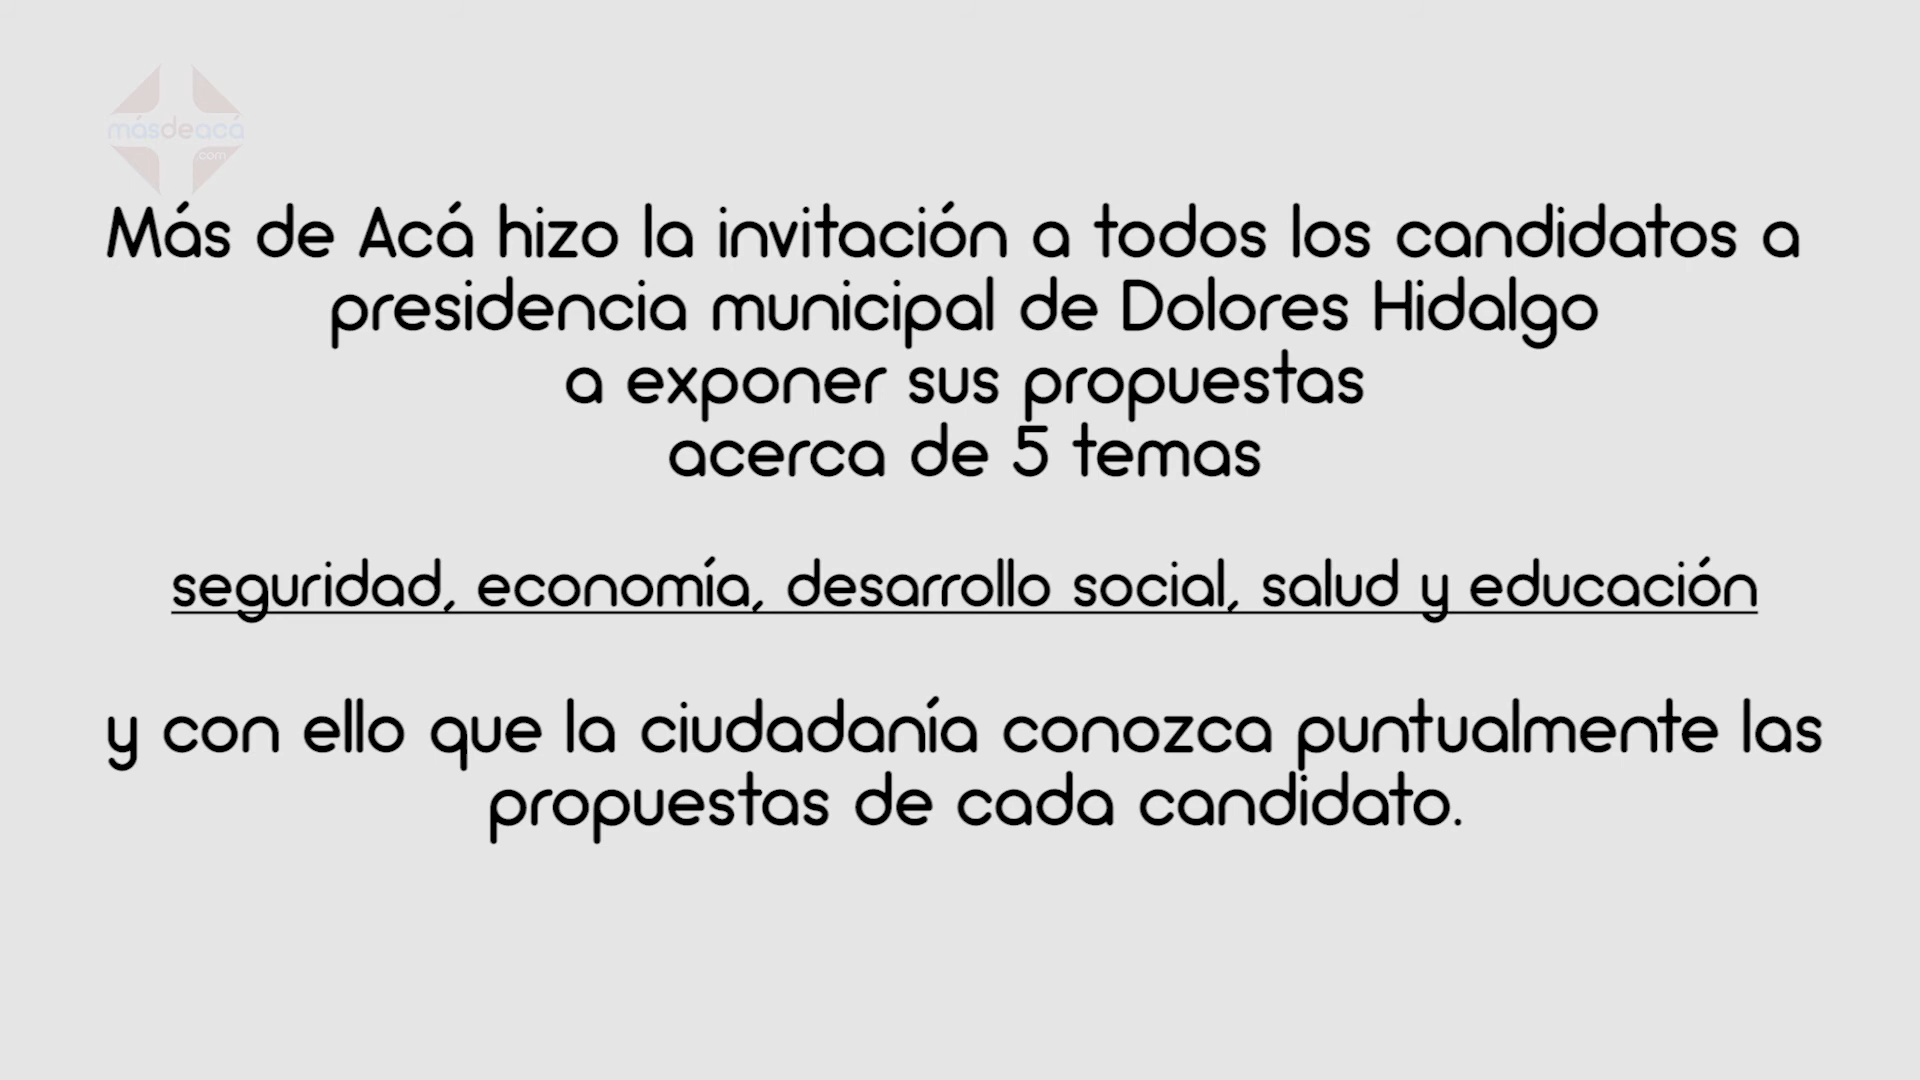 másdeacá
.com
Más de Acá hizo la invitación a todos los candidatos a
presidencia municipal de Dolores Hidalgo
a exponer sus propuestas
acerca de 5 temas
seguridad, economía, desarrollo social, salud y educación
y con ello que la ciudadanía conozca puntualmente las
propuestas de cada candidato.